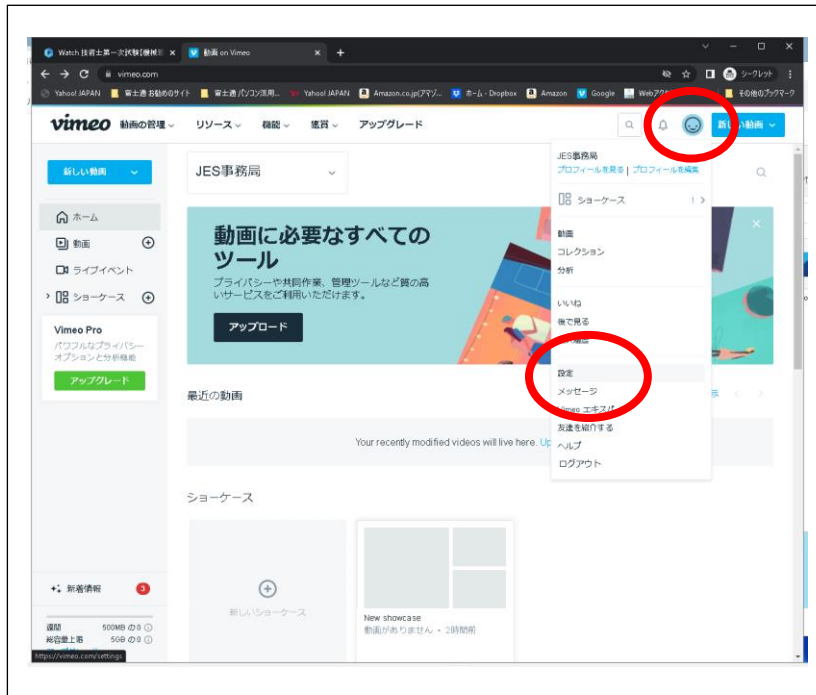 Watch 技術士第一次試験【機械
動画 on Vimeo
vimeo.com
シークレット
Yahoo! JAPAN 富士通 お勧めのサイト 富士通 パソコン活用... Yahoo! JAPAN Amazon.co.jp(アマゾ... ホーム - Dropbox Amazon Google その他のブックマーク
vimeo 動画の管理 リソース 機能 鑑賞 アップグレード 新しい動画
新しい動画
JES事務局
JES事務局
プロフィールを見る | プロフィールを編集
ショーケース 1
ホーム
動画
ライブイベント
ショーケース
Vimeo Pro
パワフルなプライバシー
オプションと分析機能
アップグレード
動画に必要なすべての
ツール
プライバシーや共同作業、管理ツールなど質の高
いサービスをご利用いただけます。
アップロード
動画
コレクション
分析
いいね
後で見る
設定
メッセージ
Vimeo エキスパ
友達を紹介する
ヘルプ
ログアウト
最近の動画
Your recently modified videos will live here.
ショーケース
新しいショーケース
New showcase
動画がありません • 2時間前
新着情報 3
週間 500MB の 0
総容量上限 5GB の 0
https://vimeo.com/settings